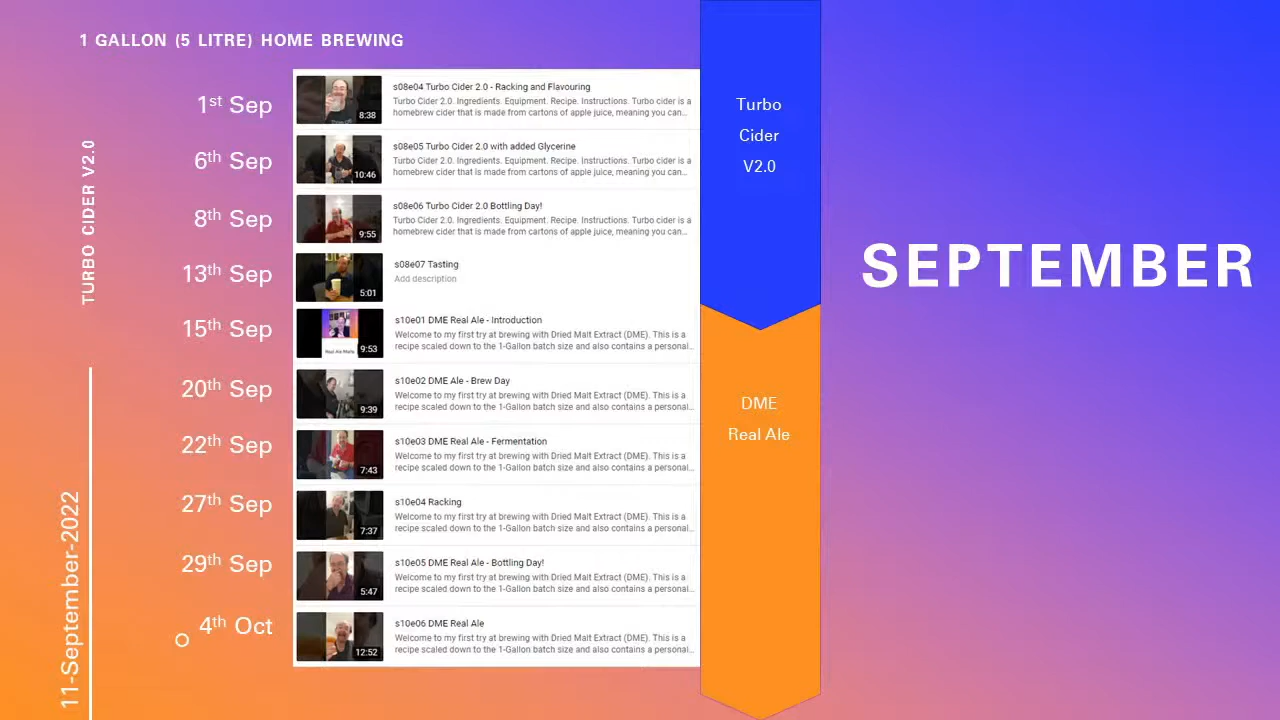 1 GALLON (5 LITRE) HOME BREWING
TURBO CIDER V2.0
11-September-2022
1st Sep
8:38
s08e04 Turbo Cider 2.0 - Racking and Flavouring
Turbo Cider 2.0. Ingredients. Equipment. Recipe. Instructions. Turbo cider is a
homebrew cider that is made from cartons of apple juice, meaning you can...
6th Sep
10:46
s08e05 Turbo Cider 2.0 with added Glycerine
Turbo Cider 2.0. Ingredients. Equipment. Recipe. Instructions. Turbo cider is a
homebrew cider that is made from cartons of apple juice, meaning you can...
8th Sep
9:55
s08e06 Turbo Cider 2.0 Bottling Day!
Turbo Cider 2.0. Ingredients. Equipment. Recipe. Instructions. Turbo cider is a
homebrew cider that is made from cartons of apple juice, meaning you can...
13th Sep
5:01
s08e07 Tasting
Add description
15th Sep
9:53
s10e01 DME Real Ale - Introduction
Welcome to my first try at brewing with Dried Malt Extract (DME). This is a
recipe scaled down to the 1-Gallon batch size and also contains a personal...
20th Sep
9:39
s10e02 DME Ale - Brew Day
Welcome to my first try at brewing with Dried Malt Extract (DME). This is a
recipe scaled down to the 1-Gallon batch size and also contains a personal...
22th Sep
7:43
s10e03 DME Real Ale - Fermentation
Welcome to my first try at brewing with Dried Malt Extract (DME). This is a
recipe scaled down to the 1-Gallon batch size and also contains a personal...
27th Sep
7:37
s10e04 Racking
Welcome to my first try at brewing with Dried Malt Extract (DME). This is a
recipe scaled down to the 1-Gallon batch size and also contains a personal...
29th Sep
5:47
s10e05 DME Real Ale - Bottling Day!
Welcome to my first try at brewing with Dried Malt Extract (DME). This is a
recipe scaled down to the 1-Gallon batch size and also contains a personal...
4th Oct
12:52
s10e06 DME Real Ale
Welcome to my first try at brewing with Dried Malt Extract (DME). This is a
recipe scaled down to the 1-Gallon batch size and also contains a personal...
Turbo
Cider
V2.0
DME
Real Ale
SEPTEMBER